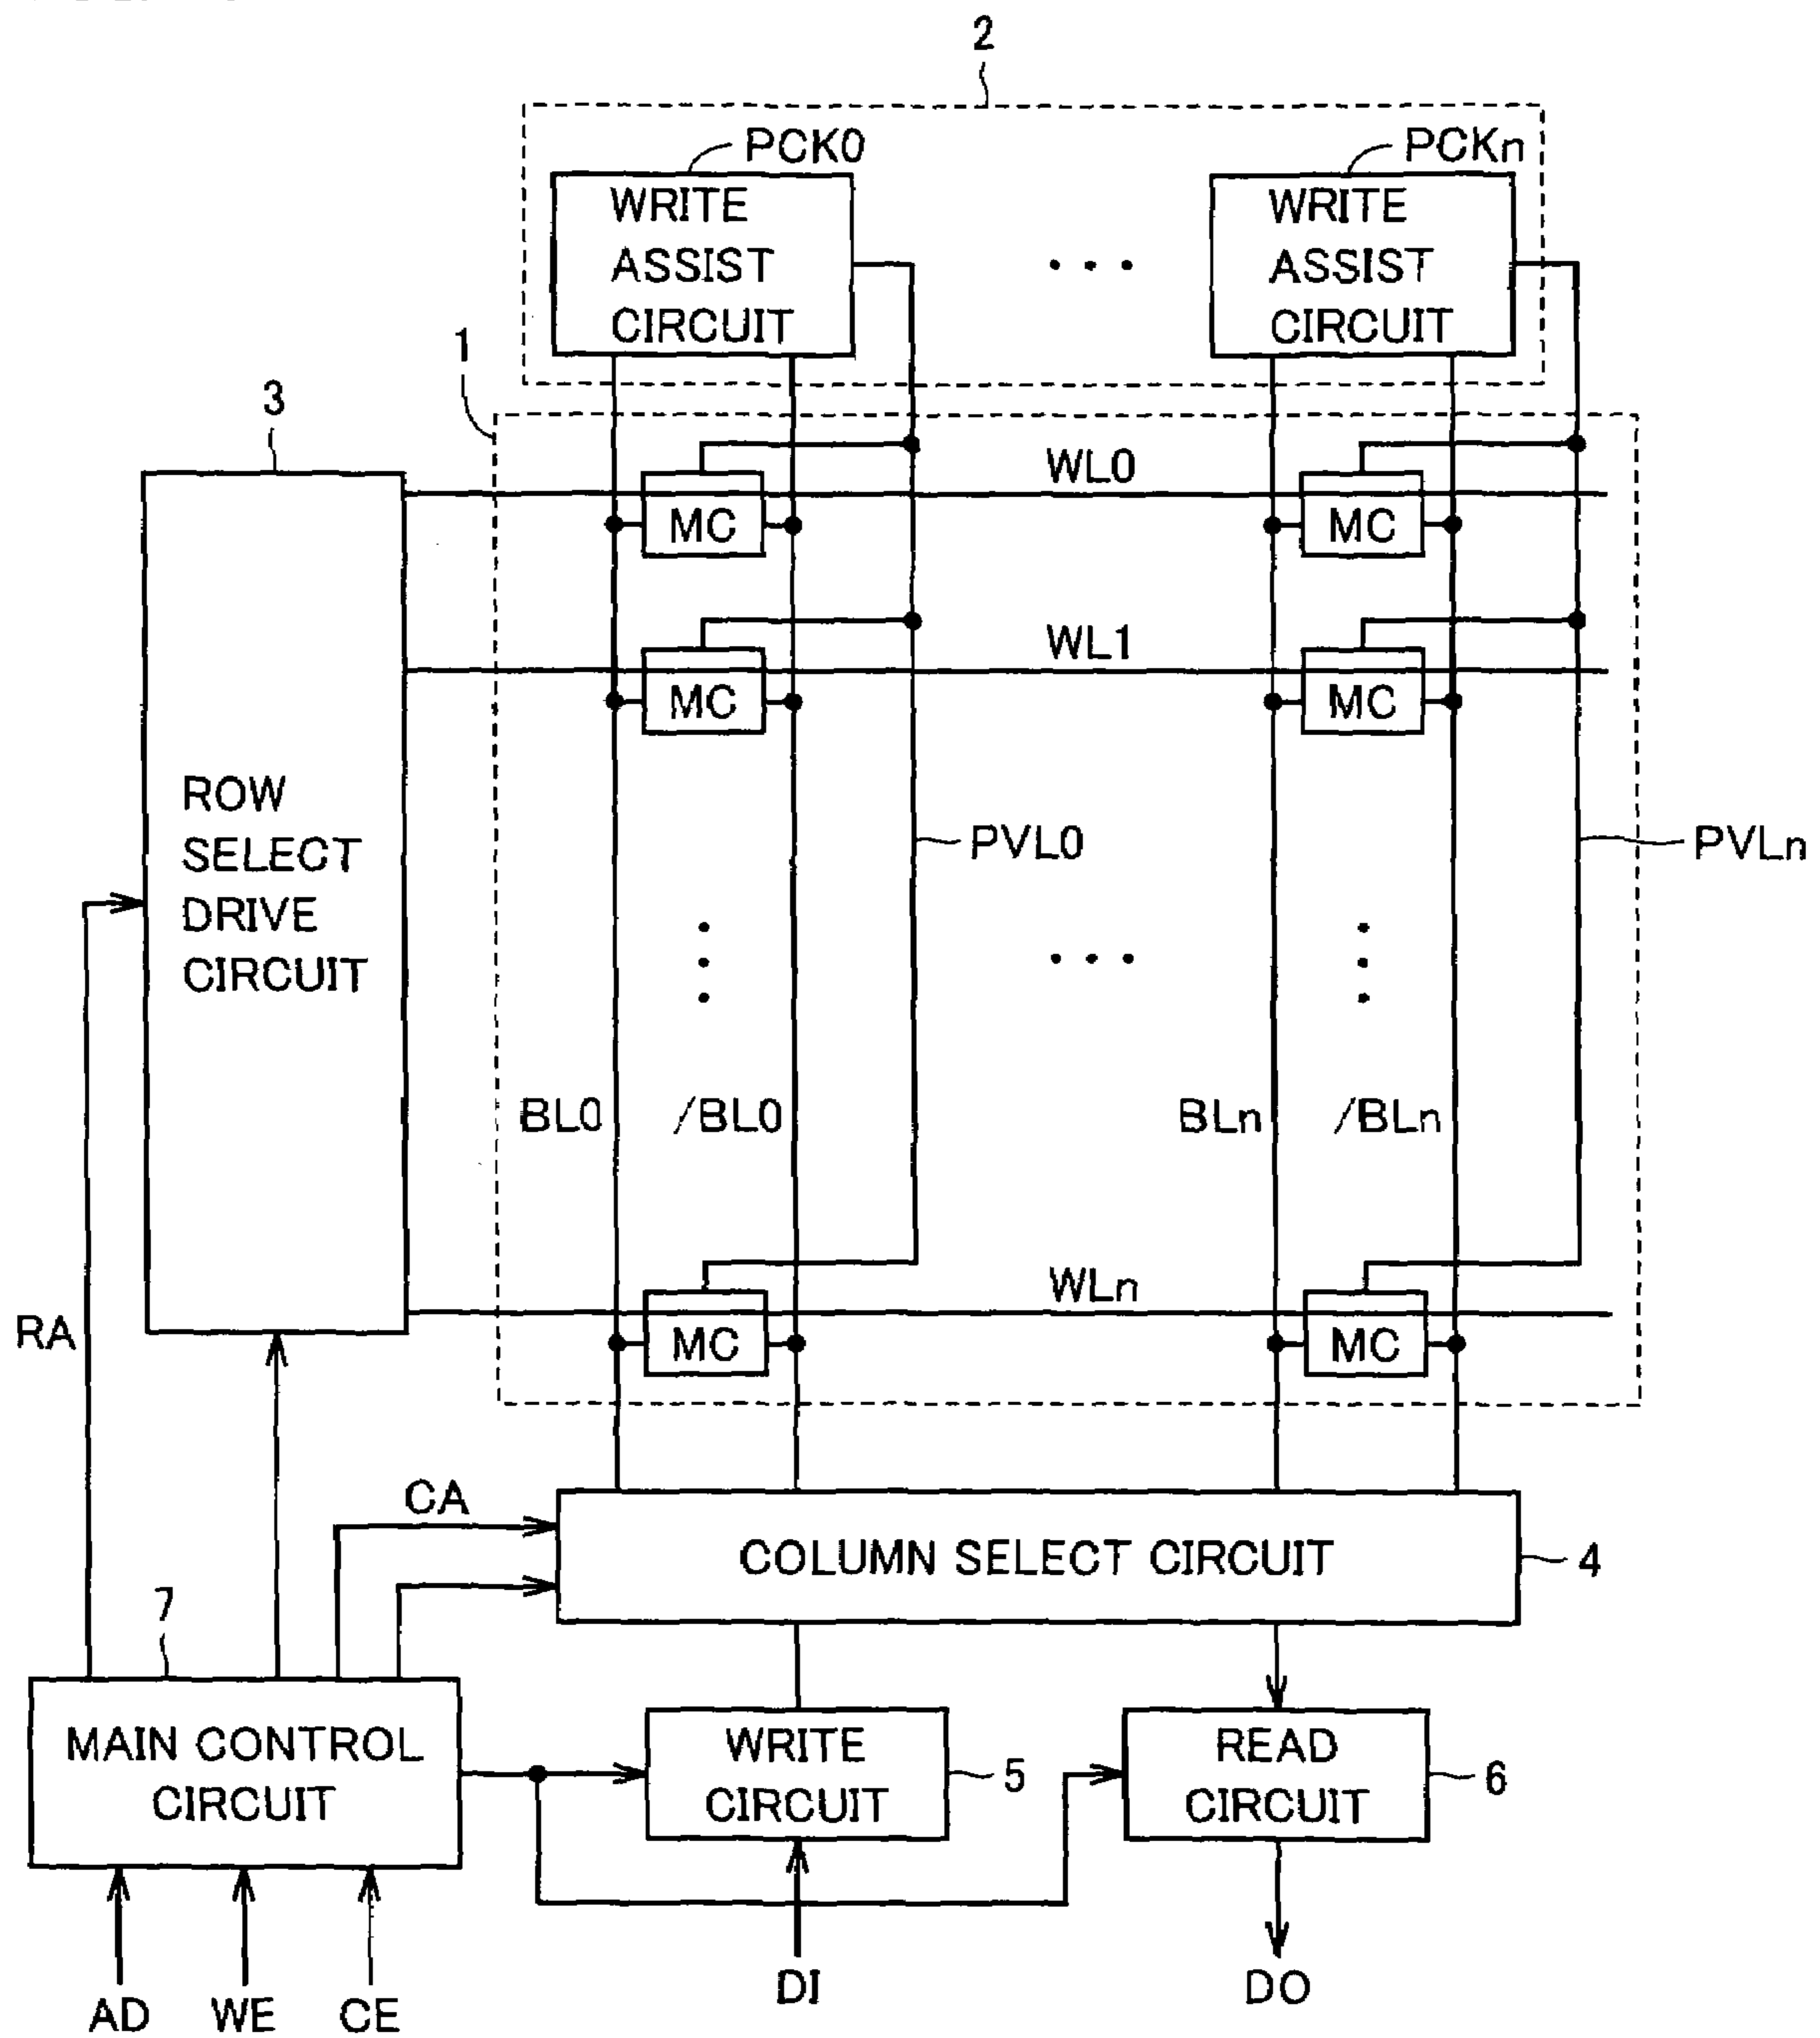 2
PCK0
PCKn
WRITE
ASSIST
CIRCUIT
. . .
WRITE
ASSIST
CIRCUIT
1
3
WL0
MC
MC
WL1
MC
MC
ROW
SELECT
DRIVE
CIRCUIT
PVL0
PVLn
. . .
BL0
/BL0
BLn
/BLn
WLn
MC
MC
RA
CA
COLUMN SELECT CIRCUIT
4
7
MAIN CONTROL
CIRCUIT
WRITE
CIRCUIT
5
READ
CIRCUIT
6
AD
WE
CE
DI
DO